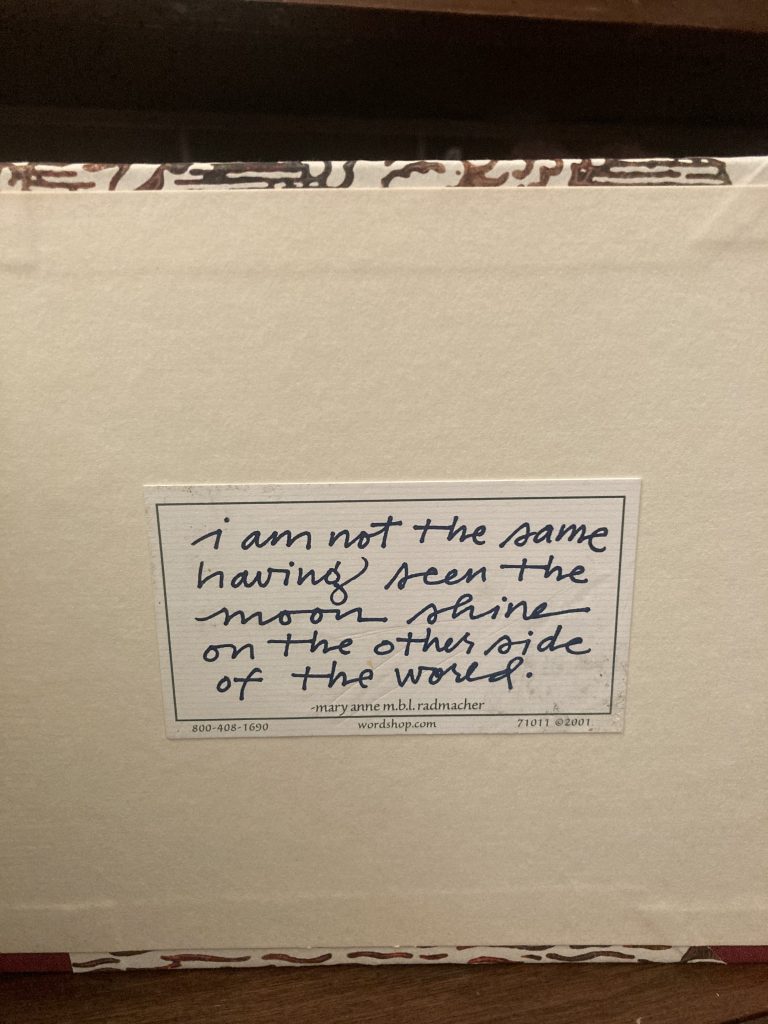 i am not the same
having seen the
moon shine
on the other side
of the world.
-mary anne m.b.l. radmacher
800-408-1690 wordshop.com 71011 ©2001